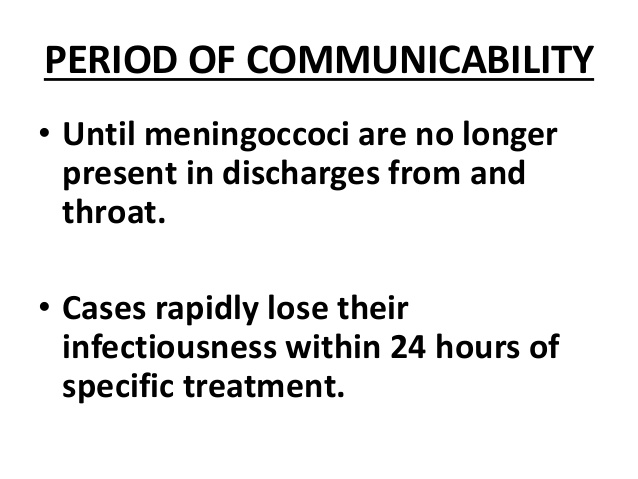 PERIOD OF COMMUNICABILITY
• Until meningoccoci are no longer
present in discharges from and
throat.
• Cases rapidly lose their
infectiousness within 24 hours of
specific treatment.